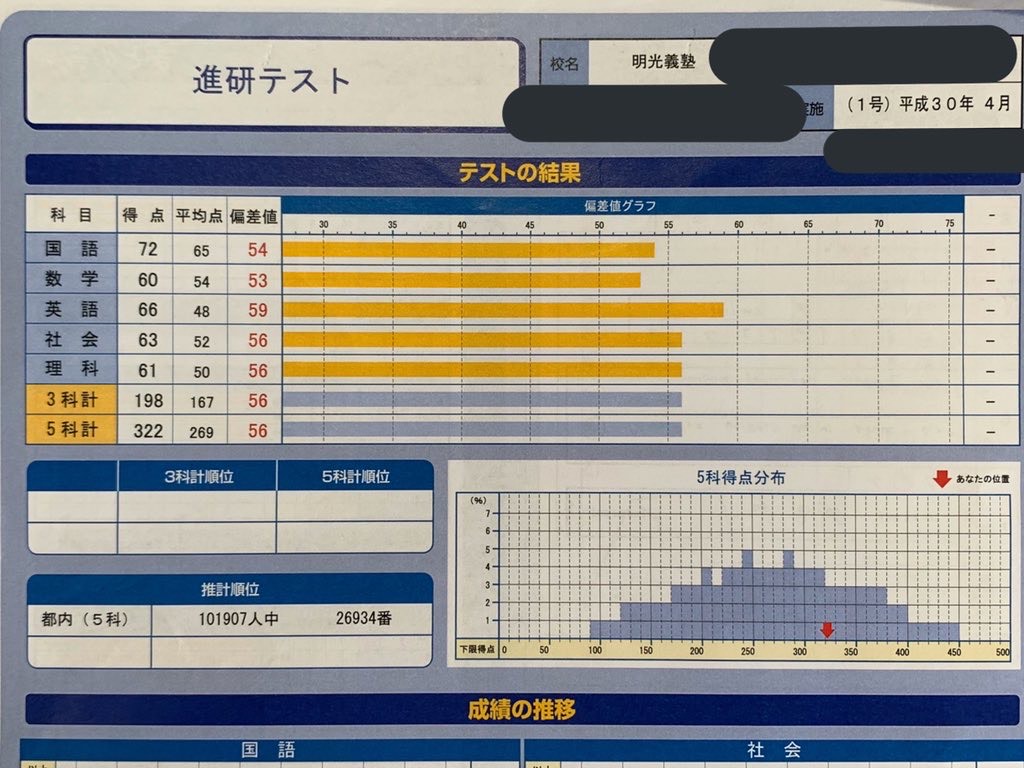 進研テスト
校名 明光義塾
施 (1号) 平成30年 4月
テストの結果
科目 得点 平均点 偏差値 偏差値グラフ -
30 35 40 45 50 55 60 65 70 75
国語 72 65 54 -
数学 60 54 53 -
英語 66 48 59 -
社会 63 52 56 -
理科 61 50 56 -
3科計 198 167 56 -
5科計 322 269 56 -
3科計順位 5科計順位
推計順位
都内(5科) 101907人中 26934番
5科得点分布
あなたの位置
(%)
7
6
5
4
3
2
1
下限得点 0 50 100 150 200 250 300 350 400 450 500
成績の推移
国語 社会